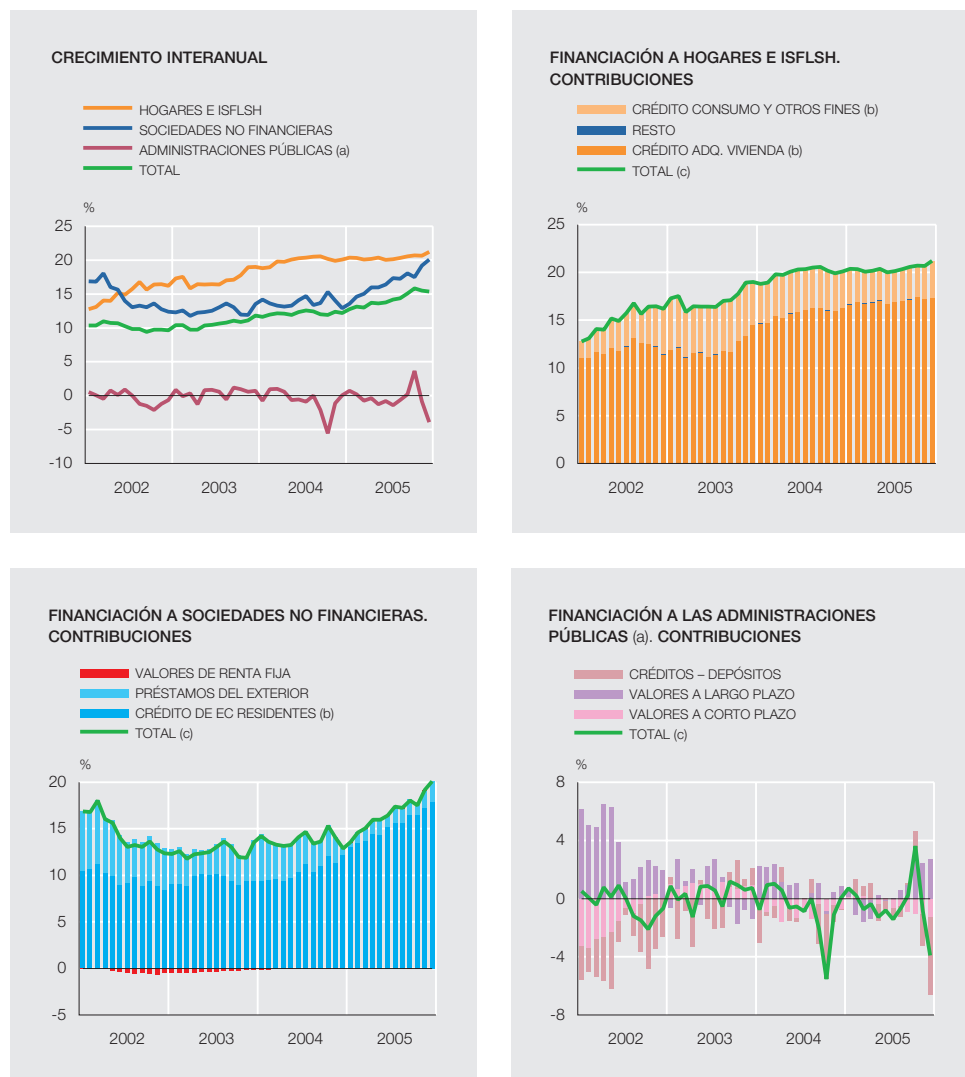 CRECIMIENTO INTERANUAL
HOGARES E ISFLSH
SOCIEDADES NO FINANCIERAS
ADMINISTRACIONES PÚBLICAS (a)
TOTAL
%
25
20
15
10
5
0
-5
-10
2002 2003 2004 2005
FINANCIACIÓN A HOGARES E ISFLSH.
CONTRIBUCIONES
CRÉDITO CONSUMO Y OTROS FINES (b)
RESTO
CRÉDITO ADQ. VIVIENDA (b)
TOTAL (c)
%
25
20
15
10
5
0
2002 2003 2004 2005
FINANCIACIÓN A SOCIEDADES NO FINANCIERAS.
CONTRIBUCIONES
VALORES DE RENTA FIJA
PRÉSTAMOS DEL EXTERIOR
CRÉDITO DE EC RESIDENTES (b)
TOTAL (c)
%
20
15
10
5
0
-5
2002 2003 2004 2005
FINANCIACIÓN A LAS ADMINISTRACIONES
PÚBLICAS (a). CONTRIBUCIONES
CRÉDITOS – DEPÓSITOS
VALORES A LARGO PLAZO
VALORES A CORTO PLAZO
TOTAL (c)
%
8
4
0
-4
-8
2002 2003 2004 2005